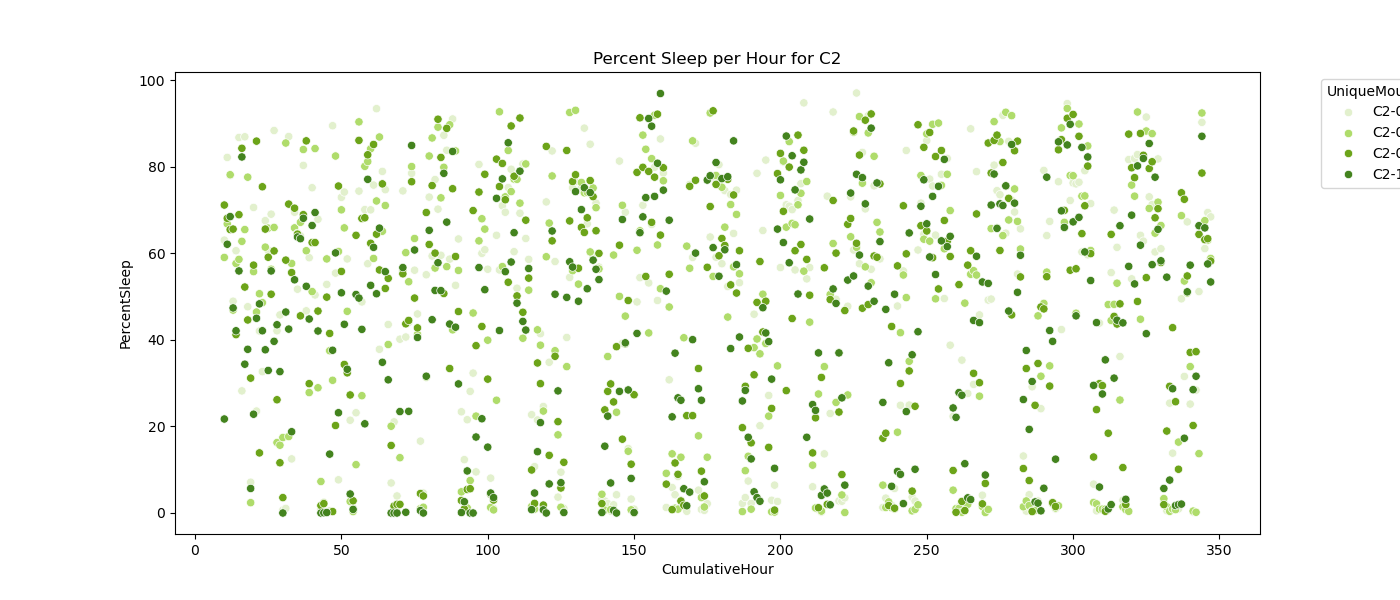 Percent Sleep per Hour for C2
100
80
60
40
20
0
PercentSleep
0 50 100 150 200 250 300 350
CumulativeHour
UniqueMou
C2-0
C2-0
C2-0
C2-1